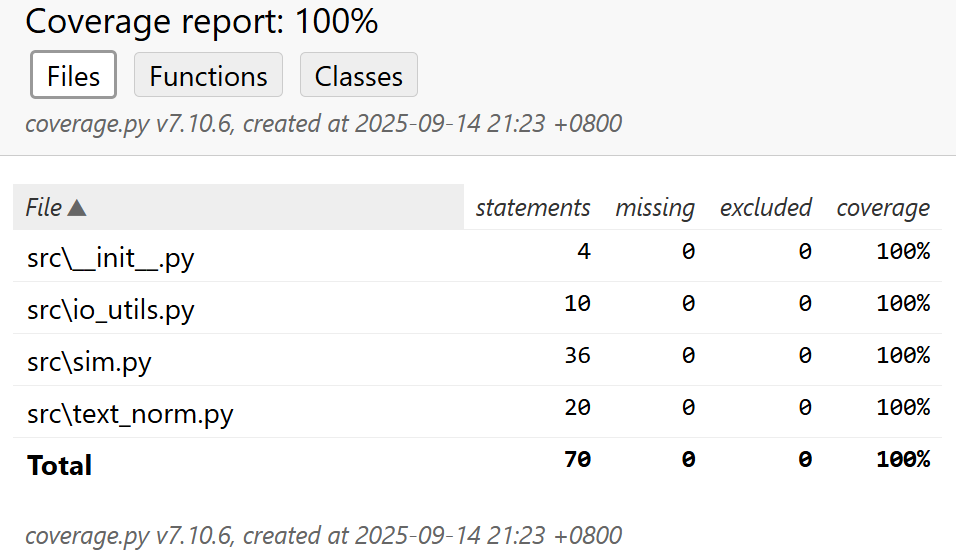 Coverage report: 100%
Files Functions Classes
coverage.py v7.10.6, created at 2025-09-14 21:23 +0800
File ▲ statements missing excluded coverage
src\__init__.py 4 0 0 100%
src\io_utils.py 10 0 0 100%
src\sim.py 36 0 0 100%
src\text_norm.py 20 0 0 100%
Total 70 0 0 100%
coverage.py v7.10.6, created at 2025-09-14 21:23 +0800